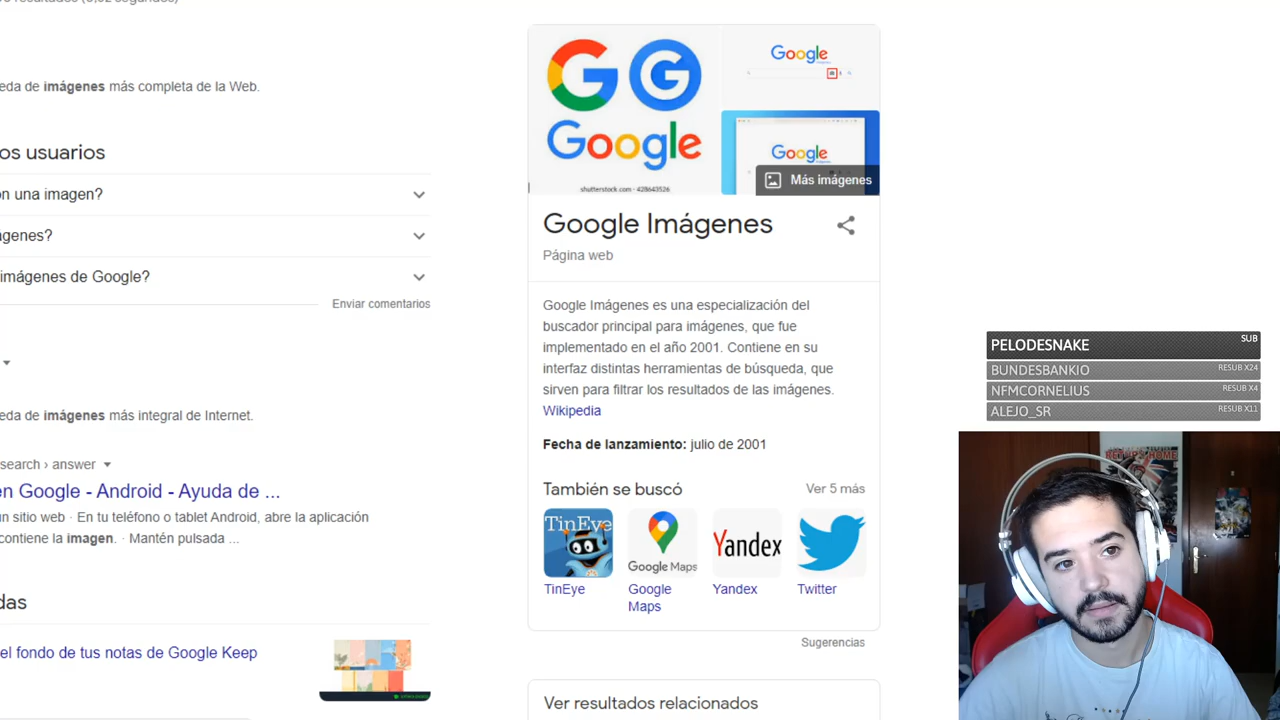 resultados (0,62 segundos)
eda de imágenes más completa de la Web.
os usuarios
on una imagen?
ágenes?
imágenes de Google?
Enviar comentarios
eda de imágenes más integral de Internet.
search › answer
en Google - Android - Ayuda de ...
un sitio web · En tu teléfono o tablet Android, abre la aplicación
contiene la imagen. · Mantén pulsada ...
das
el fondo de tus notas de Google Keep
G G
Google
shutterstock.com · 428643526
Google
Google
Más imágenes
Google Imágenes
Página web
Google Imágenes es una especialización del
buscador principal para imágenes, que fue
implementado en el año 2001. Contiene en su
interfaz distintas herramientas de búsqueda, que
sirven para filtrar los resultados de las imágenes.
Wikipedia
Fecha de lanzamiento: julio de 2001
También se buscó
Ver 5 más
TinEye
Google Maps
Yandex
TinEye
Google
Maps
Yandex
Twitter
Sugerencias
Ver resultados relacionados
PELODESNAKE SUB
BUNDESBANKIO RESUB X24
NFMCORNELIUS RESUB X4
ALEJO_SR RESUB X11